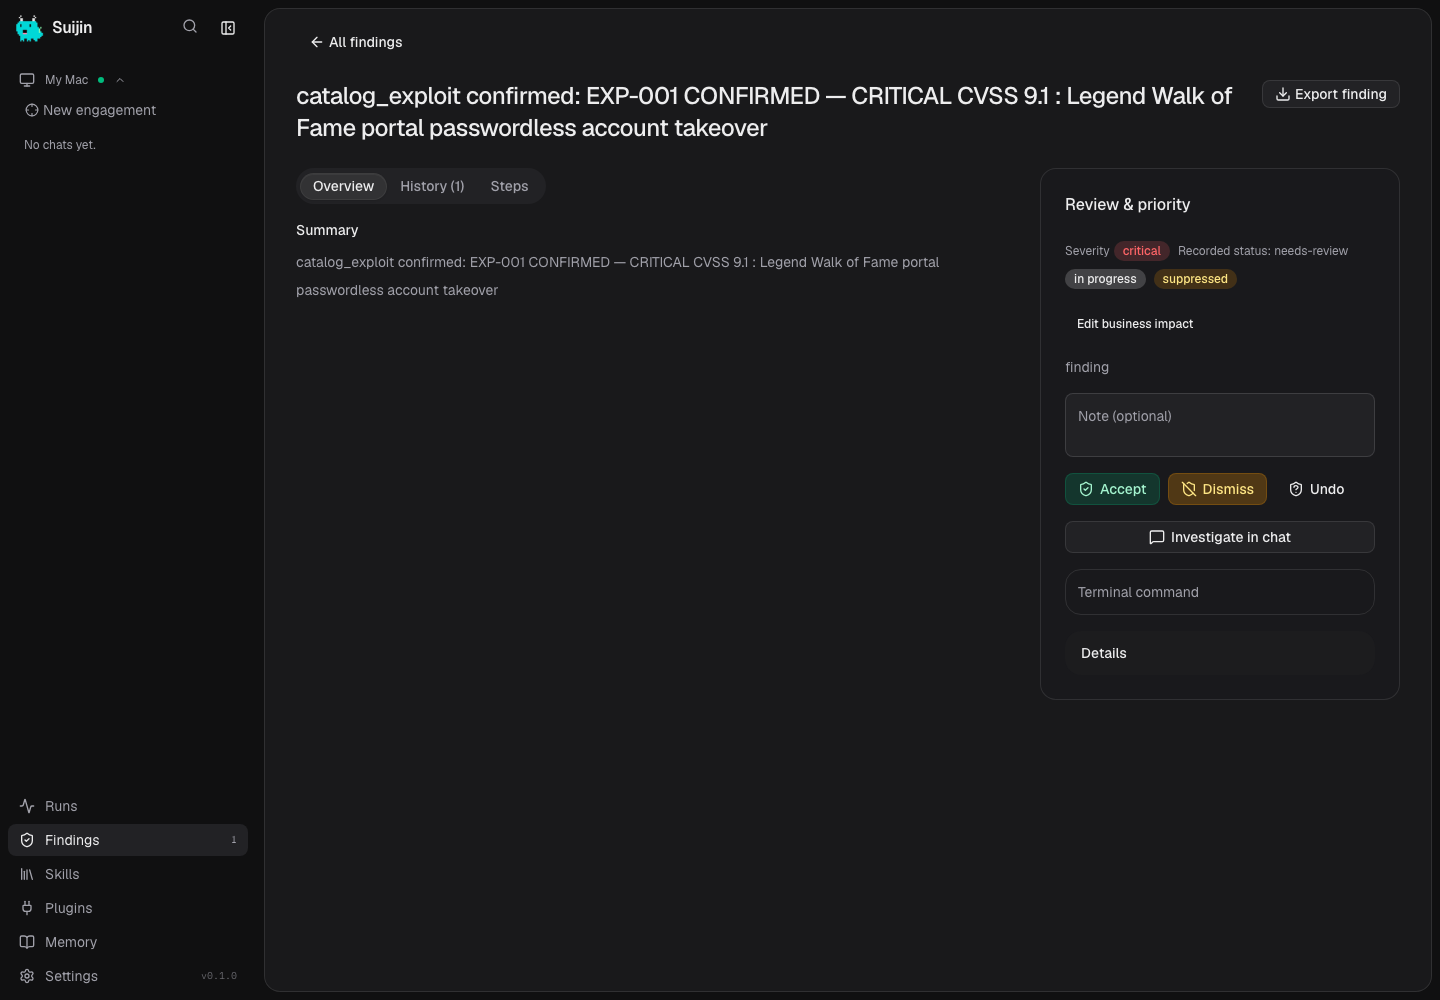 Suijin
My Mac
New engagement
No chats yet.
Runs
Findings 1
Skills
Plugins
Memory
Settings v0.1.0
All findings
catalog_exploit confirmed: EXP-001 CONFIRMED — CRITICAL CVSS 9.1 : Legend Walk of
Fame portal passwordless account takeover
Export finding
Overview History (1) Steps
Summary
catalog_exploit confirmed: EXP-001 CONFIRMED — CRITICAL CVSS 9.1 : Legend Walk of Fame portal
passwordless account takeover
Review & priority
Severity critical Recorded status: needs-review
in progress suppressed
Edit business impact
finding
Note (optional)
Accept Dismiss Undo
Investigate in chat
Terminal command
Details